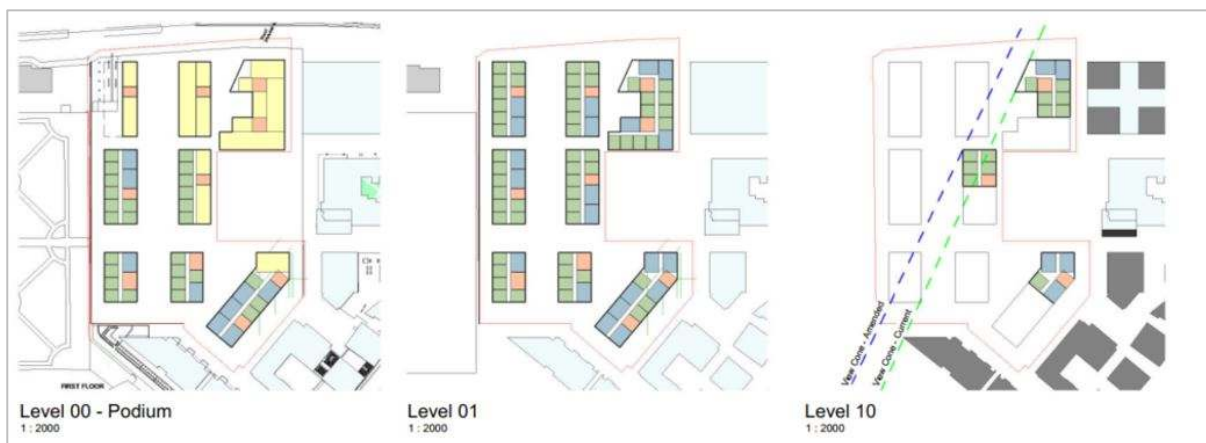 View Cone - Amended
View Cone - Current
FIRST FLOOR
Level 00 - Podium
1 : 2000
Level 01
1 : 2000
Level 10
1 : 2000